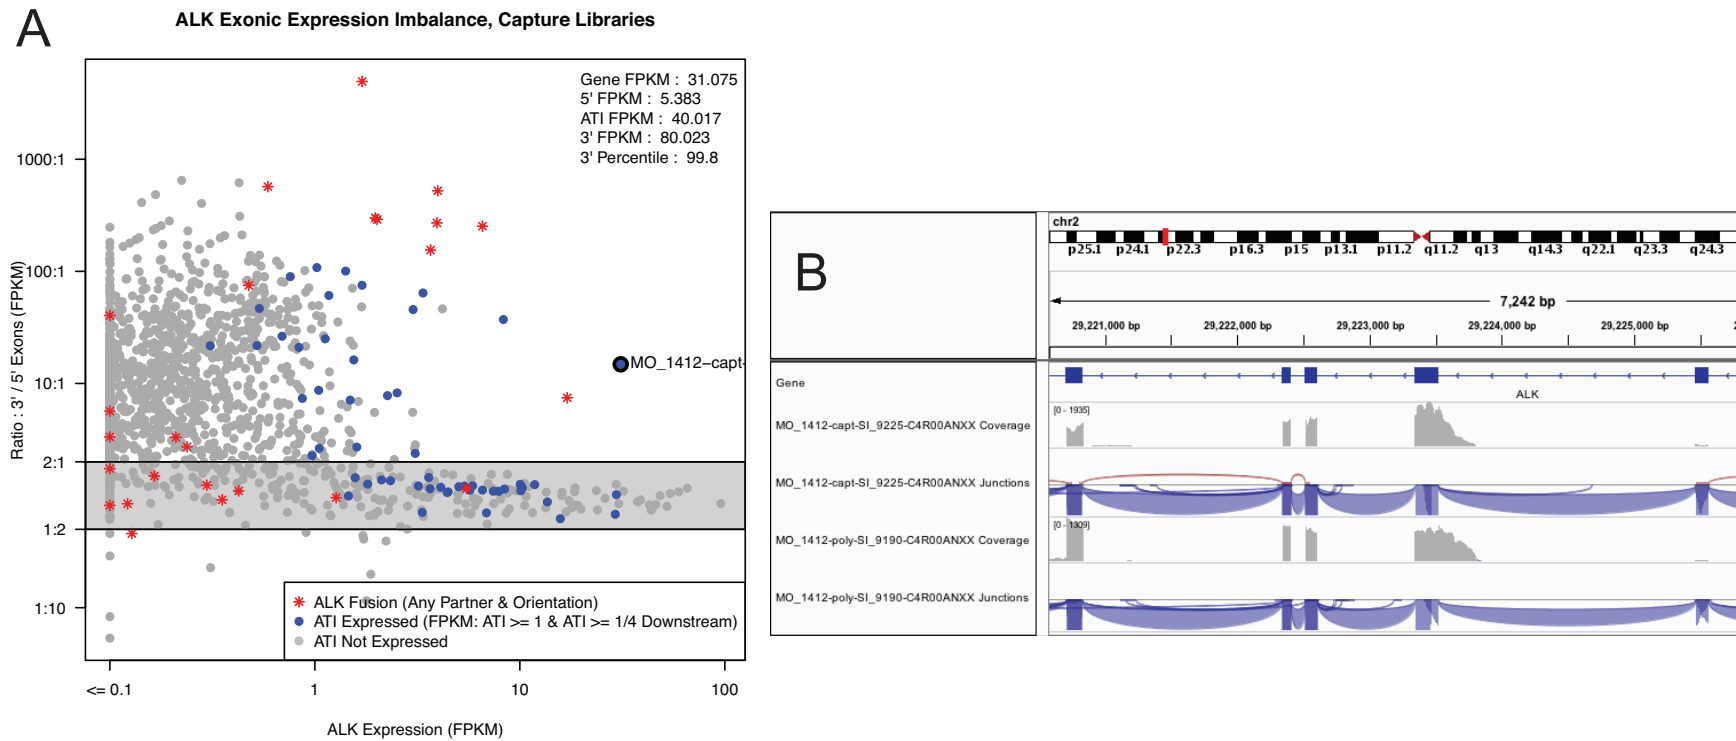 A
ALK Exonic Expression Imbalance, Capture Libraries
Gene FPKM : 31.075
5' FPKM : 5.383
ATI FPKM : 40.017
3' FPKM : 80.023
3' Percentile : 99.8
Ratio : 3' / 5' Exons (FPKM)
1000:1
100:1
10:1
2:1
1:2
1:10
MO_1412−capt-
ALK Fusion (Any Partner & Orientation)
ATI Expressed (FPKM: ATI >= 1 & ATI >= 1/4 Downstream)
ATI Not Expressed
<= 0.1 1 10 100
ALK Expression (FPKM)
B
chr2
p25.1 p24.1 p22.3 p16.3 p15 p13.1 p11.2 q11.2 q13 q14.3 q22.1 q23.3 q24.3
7,242 bp
29,221,000 bp 29,222,000 bp 29,223,000 bp 29,224,000 bp 29,225,000 bp 2
Gene
ALK
[0 - 1935]
MO_1412-capt-SI_9225-C4R00ANXX Coverage
MO_1412-capt-SI_9225-C4R00ANXX Junctions
[0 - 1309]
MO_1412-poly-SI_9190-C4R00ANXX Coverage
MO_1412-poly-SI_9190-C4R00ANXX Junctions